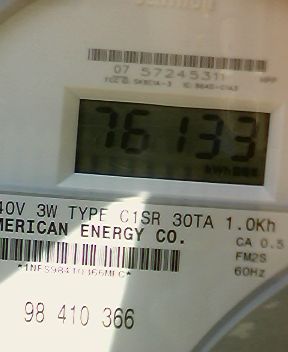 07 57245311
76133
kWh
40V 3W TYPE C1SR 30TA 1.0Kh
MERICAN ENERGY CO.
CA 0.5
FM2S
60Hz
98 410 366